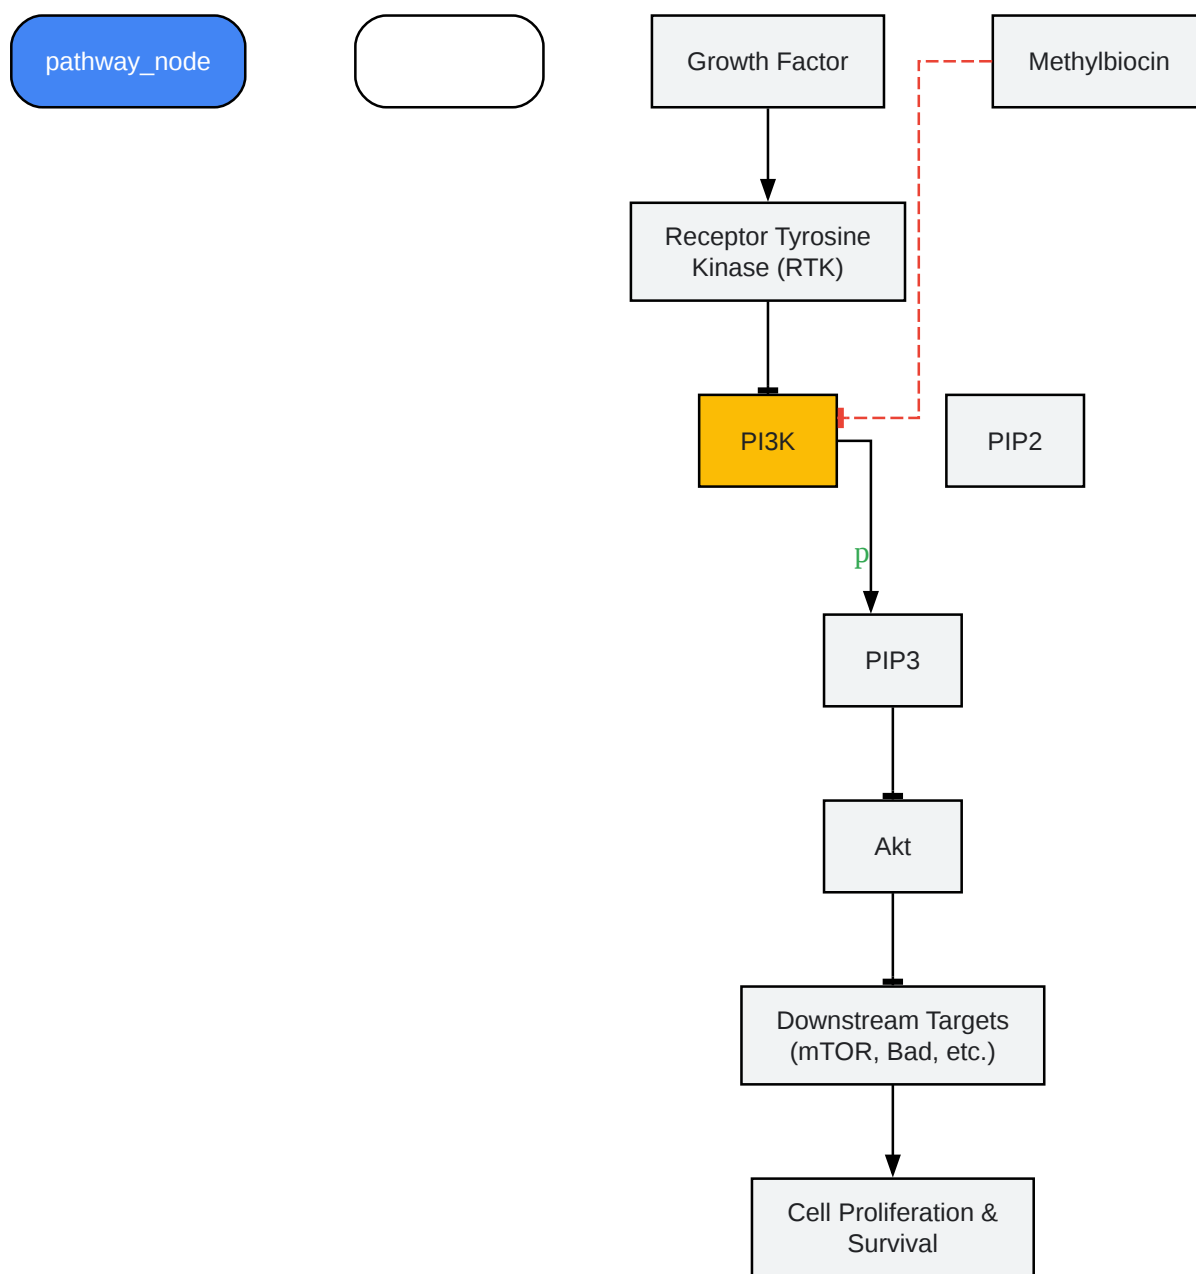 pathway_node
Growth Factor
Methylbiocin
Receptor Tyrosine
Kinase (RTK)
PI3K
PIP2
p
PIP3
Akt
Downstream Targets
(mTOR, Bad, etc.)
Cell Proliferation &
Survival